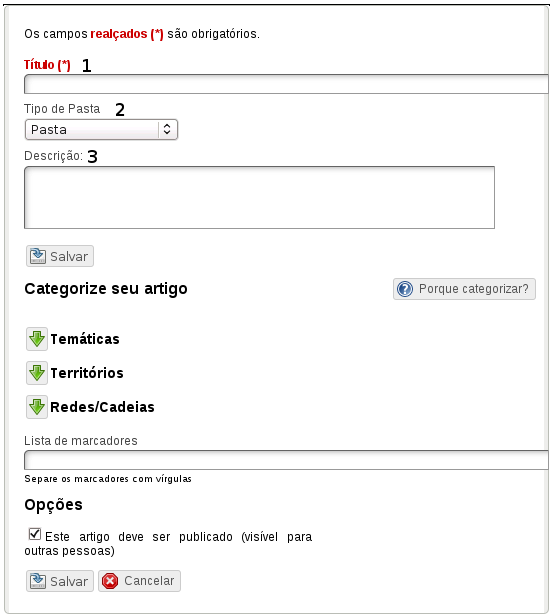 Os campos realçados (*) são obrigatórios.
Título (*) 1
Tipo de Pasta 2
Pasta
Descrição: 3
Salvar
Categorize seu artigo
Porque categorizar?
Temáticas
Territórios
Redes/Cadeias
Lista de marcadores
Separe os marcadores com vírgulas
Opções
Este artigo deve ser publicado (visível para
outras pessoas)
Salvar
Cancelar